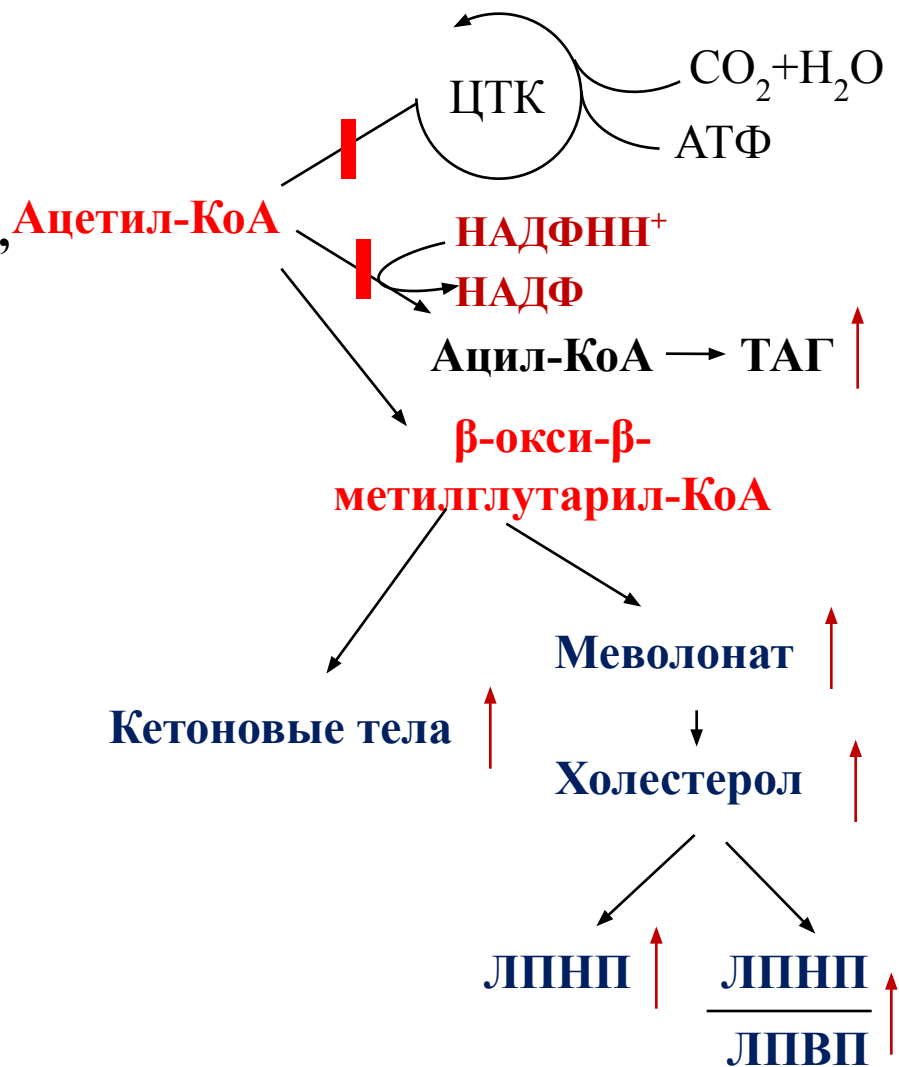 ЦТК
CO₂+H₂O
АТФ
,Ацетил-КоА
НАДФНН⁺
НАДФ
Ацил-КоА
ТАГ
β-окси-β-
метилглутарил-КоА
Меволонат
Кетоновые тела
Холестерол
ЛПНП
ЛПНП
ЛПВП